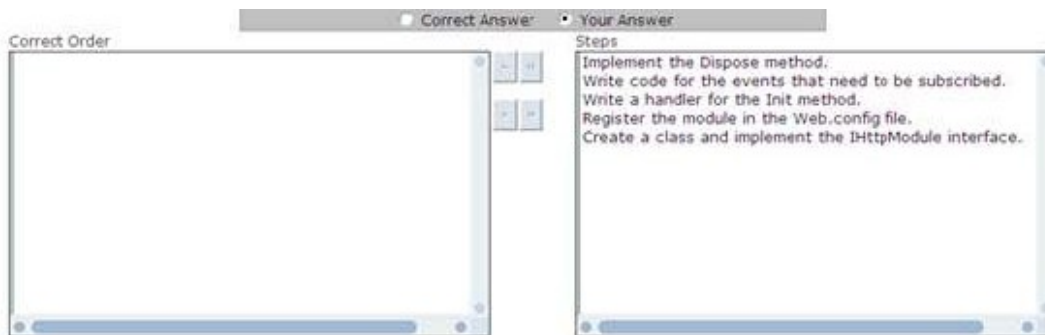 Correct Answer Your Answer
Correct Order
Steps
Implement the Dispose method.
Write code for the events that need to be subscribed.
Write a handler for the Init method.
Register the module in the Web.config file.
Create a class and implement the IHttpModule interface.